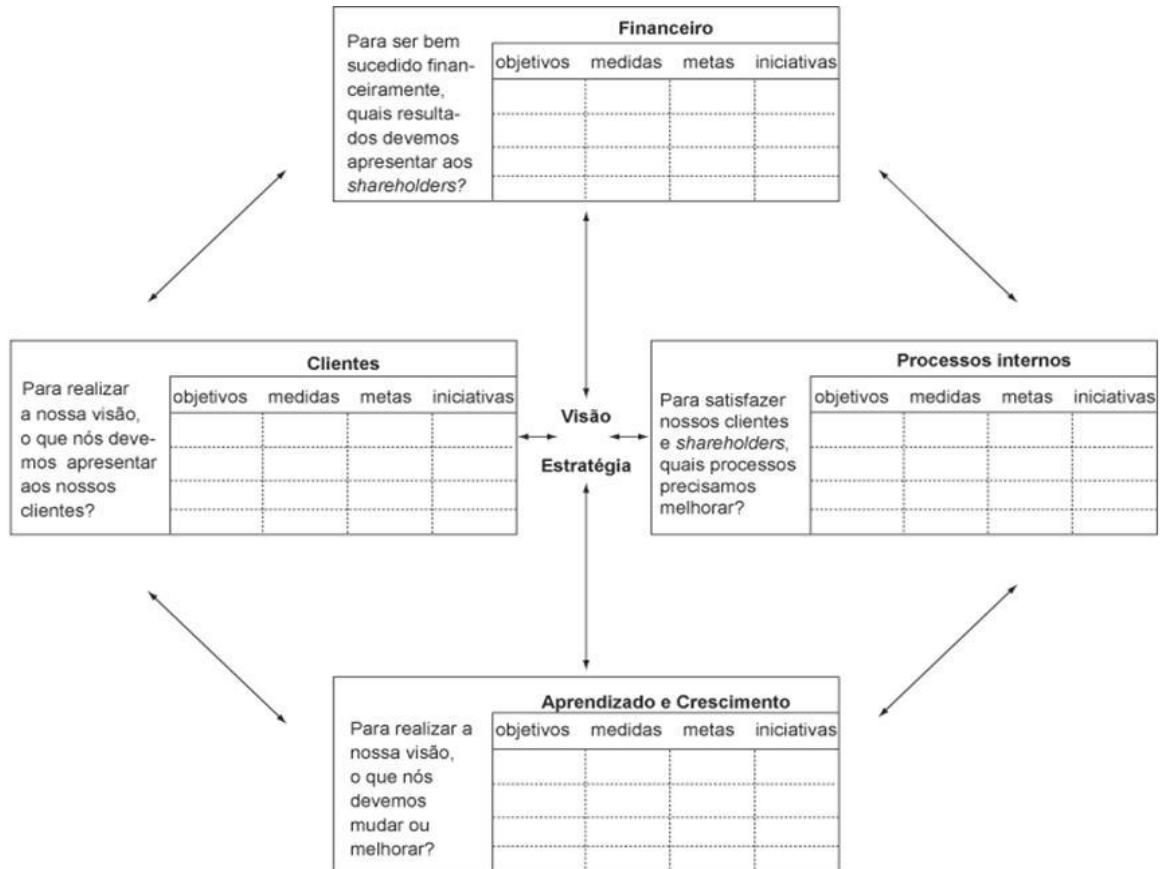 Financeiro
Para ser bem
sucedido finan-
ceiramente,
quais resulta-
dos devemos
apresentar aos
shareholders?
objetivos medidas metas iniciativas
Clientes
Para realizar
a nossa visão,
o que nós deve-
mos apresentar
aos nossos
clientes?
objetivos medidas metas iniciativas
Visão
Estratégia
Processos internos
Para satisfazer
nossos clientes
e shareholders,
quais processos
precisamos
melhorar?
objetivos medidas metas iniciativas
Aprendizado e Crescimento
Para realizar a
nossa visão,
o que nós
devemos
mudar ou
melhorar?
objetivos medidas metas iniciativas